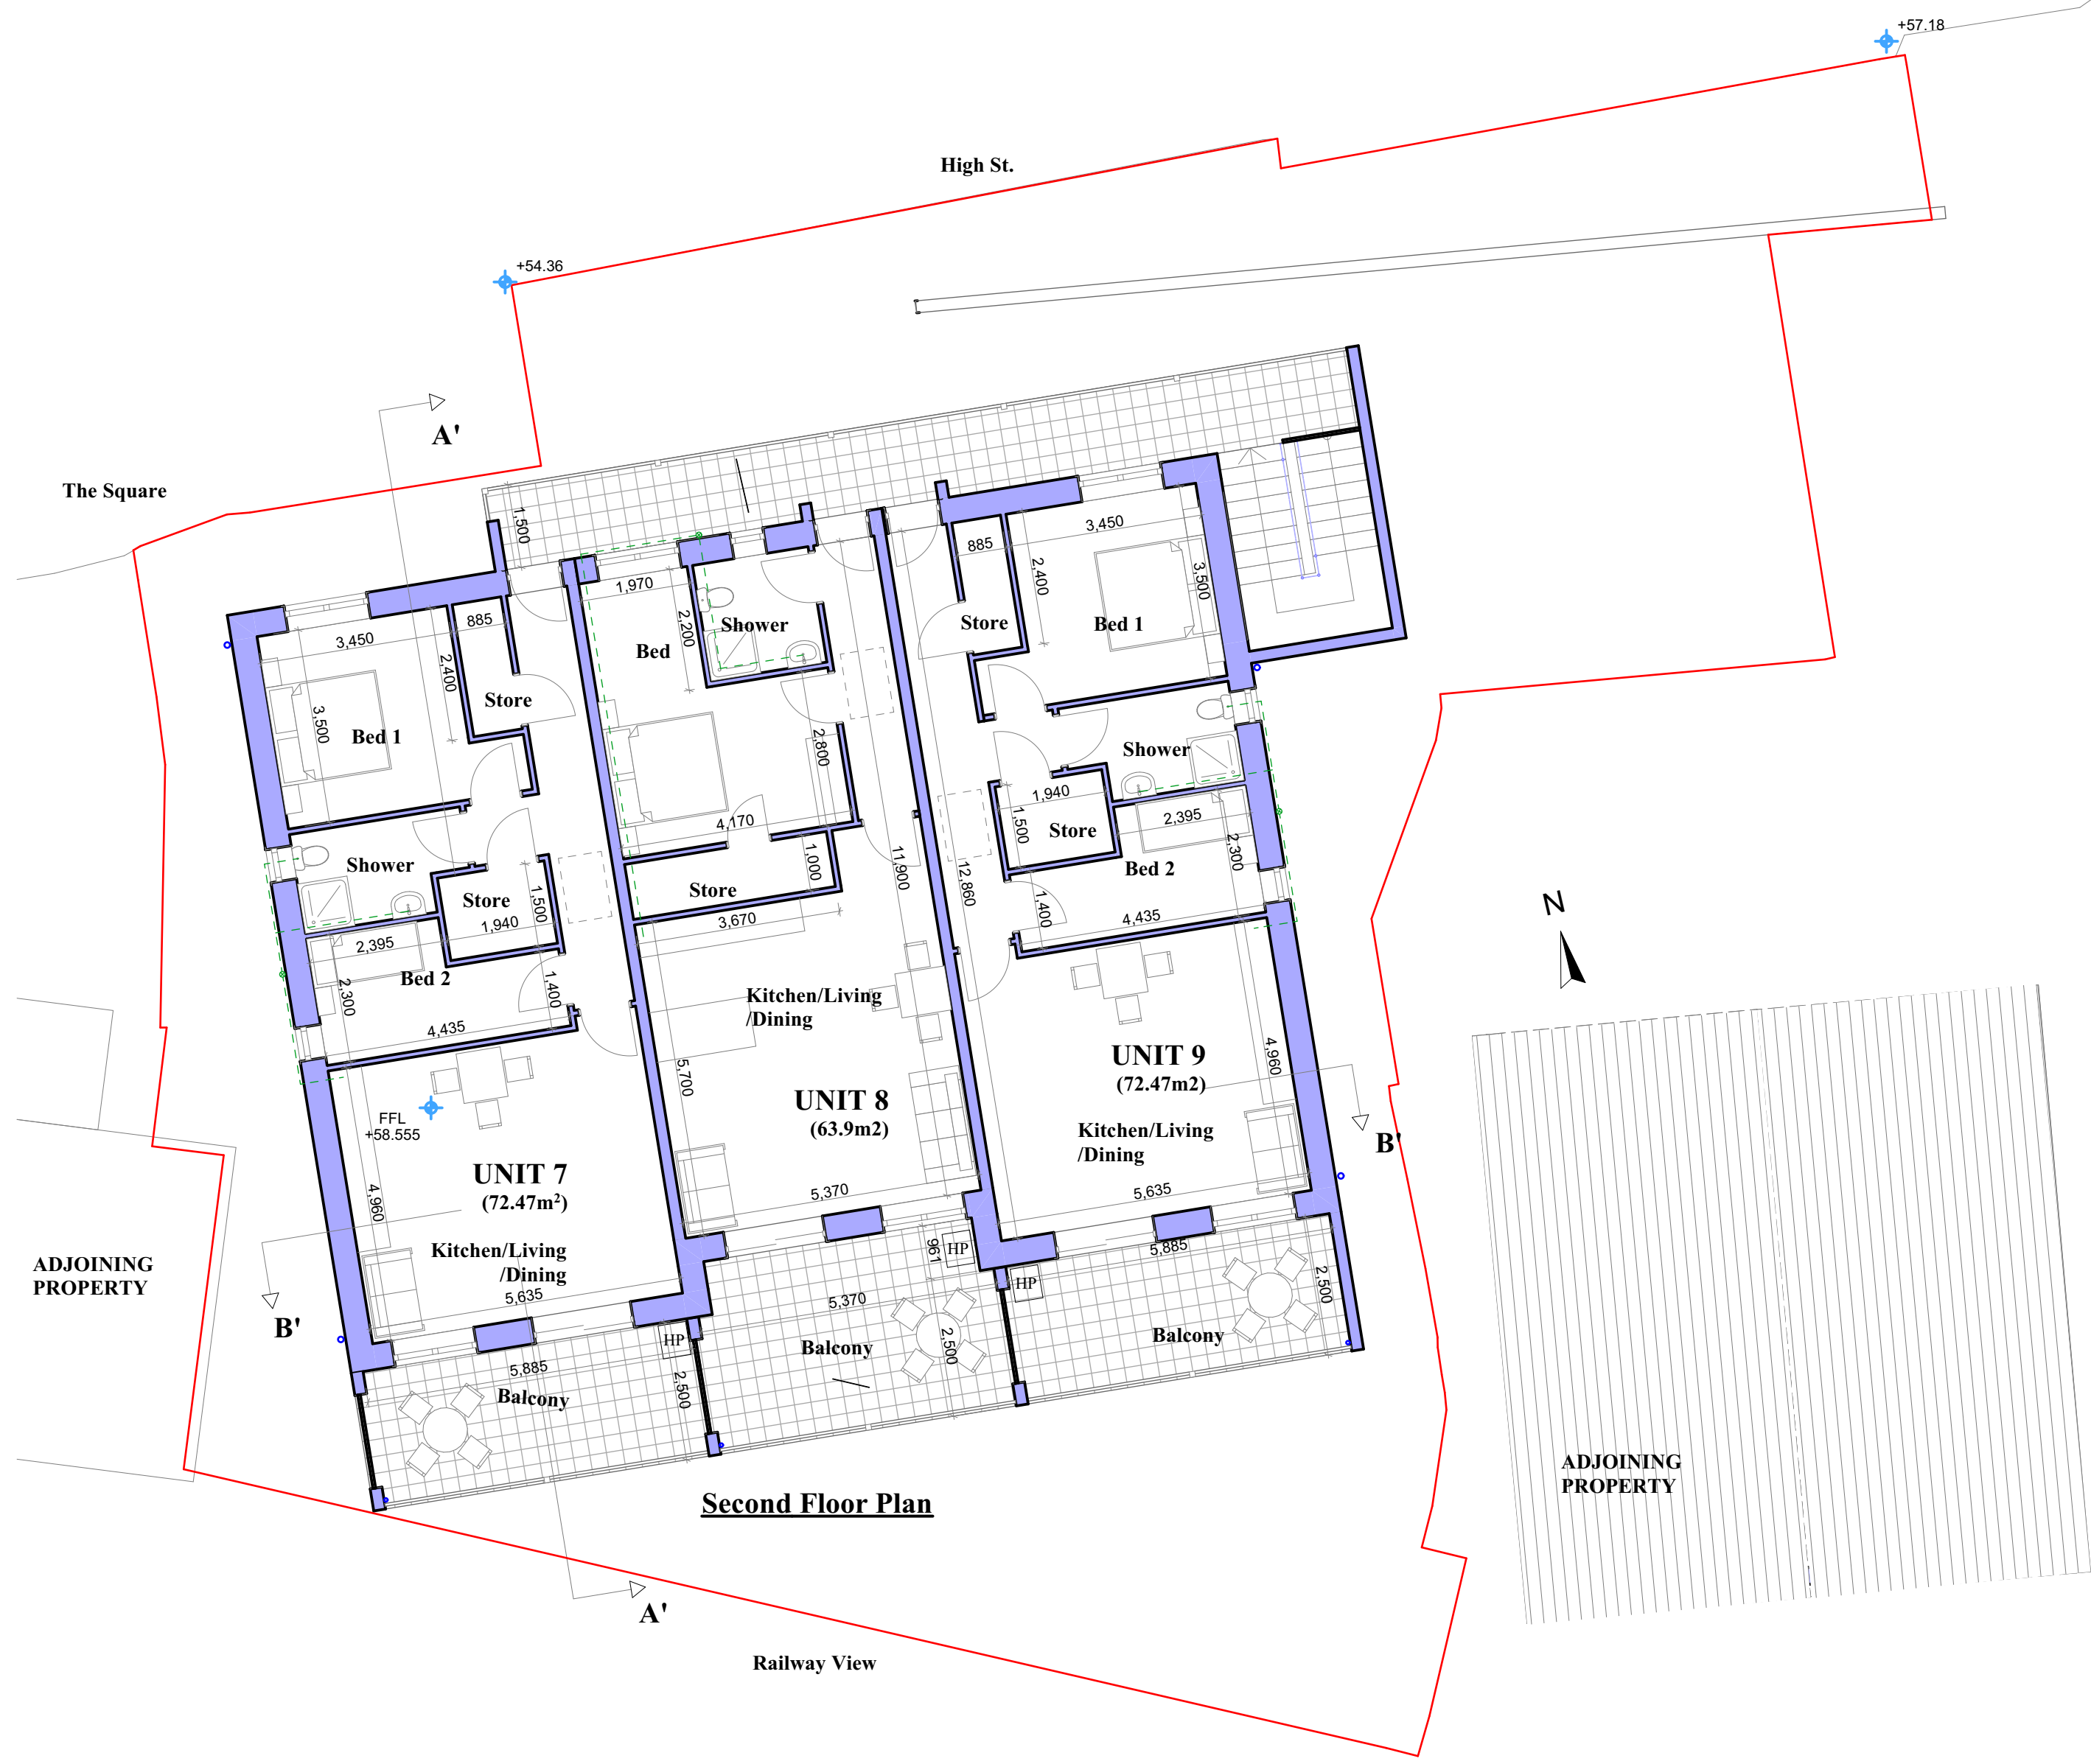 +57.18
High St.
+54.36
A'
The Square
1,500
3,450
885
2,400
3,500
Bed 1
Store
Shower
Store
1,940
1,500
2,395
Bed 2
2,300
1,400
4,435
FFL
+58.555
4,960
UNIT 7
(72.47m²)
Kitchen/Living
/Dining
5,635
HP
5,885
Balcony
2,500
1,970
2,200
Shower
Bed
2,800
4,170
1,000
Store
3,670
11,900
Kitchen/Living
/Dining
5,700
UNIT 8
(63.9m2)
5,370
961
HP
5,370
Balcony
2,500
885
3,450
2,400
3,500
Store
Bed 1
Shower
1,940
1,500
Store
2,395
2,300
Bed 2
12,860
1,400
4,435
4,960
UNIT 9
(72.47m2)
Kitchen/Living
/Dining
5,635
5,885
HP
2,500
Balcony
N
B'
B'
ADJOINING
PROPERTY
ADJOINING
PROPERTY
Second Floor Plan
A'
Railway View